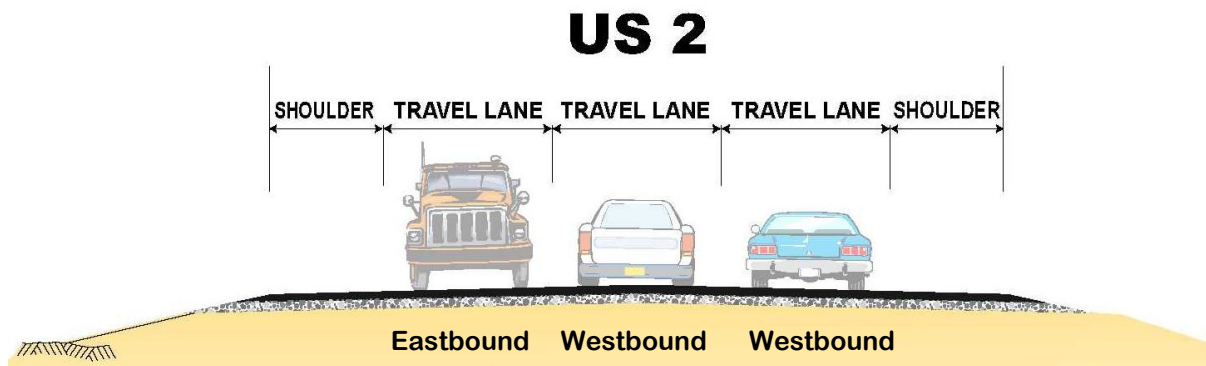 US 2
SHOULDER TRAVEL LANE TRAVEL LANE TRAVEL LANE SHOULDER
Eastbound Westbound Westbound